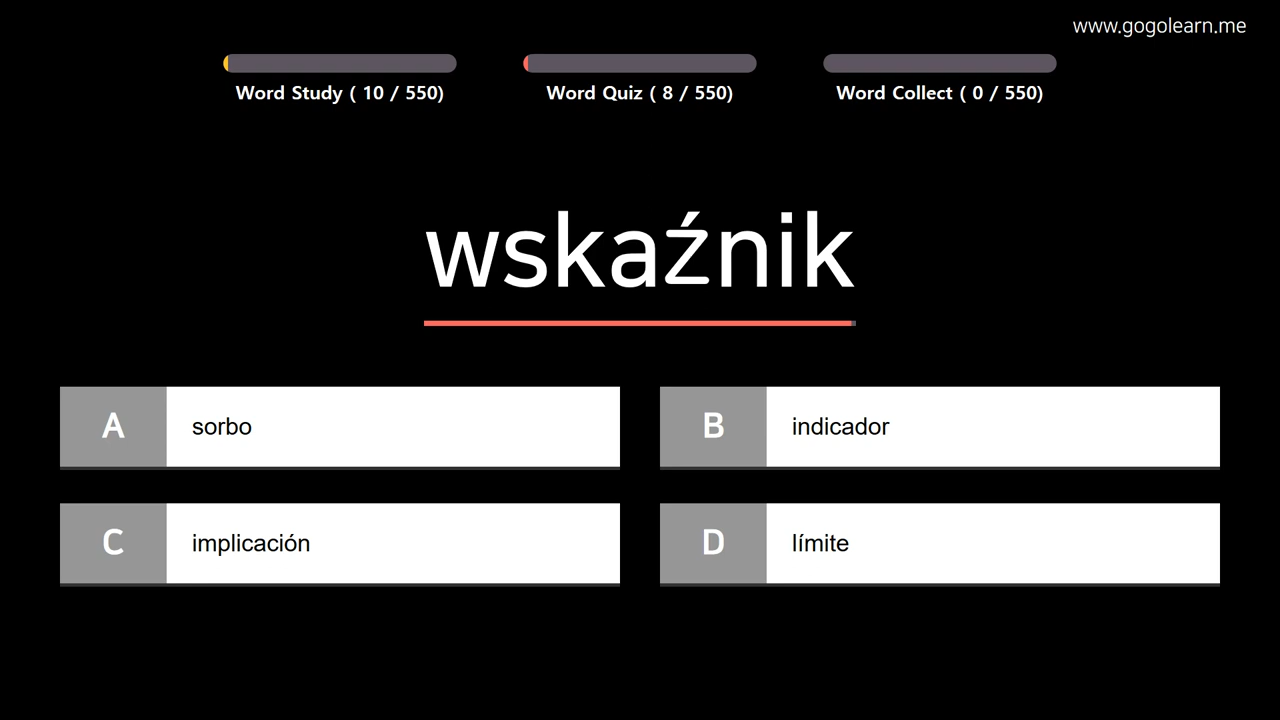 www.gogolearn.me
Word Study ( 10 / 550)
Word Quiz ( 8 / 550)
Word Collect ( 0 / 550)
wskaźnik
A sorbo
B indicador
C implicación
D límite